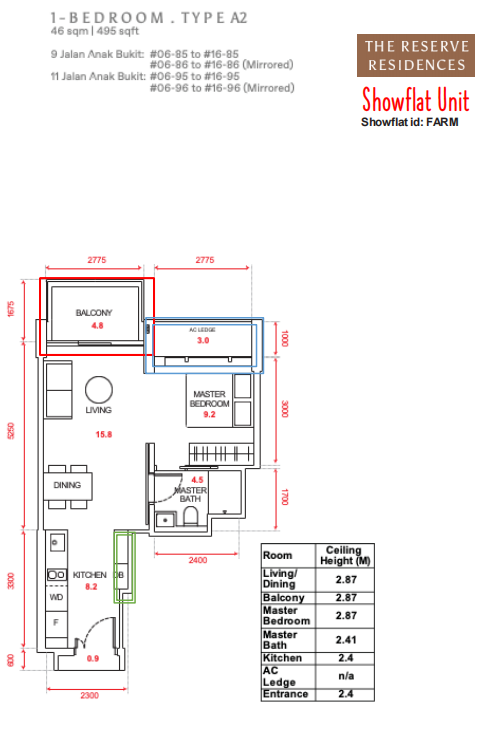 1-BEDROOM . TYPE A2
46 sqm | 495 sqft
9 Jalan Anak Bukit: #06-85 to #16-85
#06-86 to #16-86 (Mirrored)
11 Jalan Anak Bukit: #06-95 to #16-95
#06-96 to #16-96 (Mirrored)
THE RESERVE
RESIDENCES
Showflat Unit
Showflat id: FARM
2775
2775
1675
BALCONY
4.8
AC LEDGE
3.0
1000
LIVING
15.8
MASTER
BEDROOM
9.2
3000
5250
DINING
4.5
MASTER
BATH
1700
2400
KITCHEN
8.2
DB
WD
F
3300
0.9
600
2300
Room Ceiling Height (M)
Living/ Dining 2.87
Balcony 2.87
Master Bedroom 2.87
Master Bath 2.41
Kitchen 2.4
AC Ledge n/a
Entrance 2.4